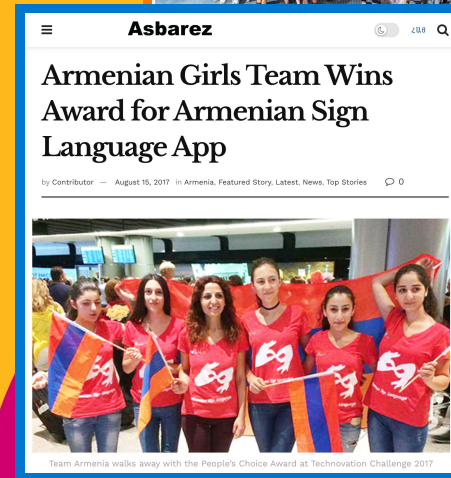 Asbarez
ՀԱՅ
Armenian Girls Team Wins
Award for Armenian Sign
Language App
by Contributor — August 15, 2017 in Armenia, Featured Story, Latest, News, Top Stories 0
Team Armenia walks away with the People's Choice Award at Technovation Challenge 2017